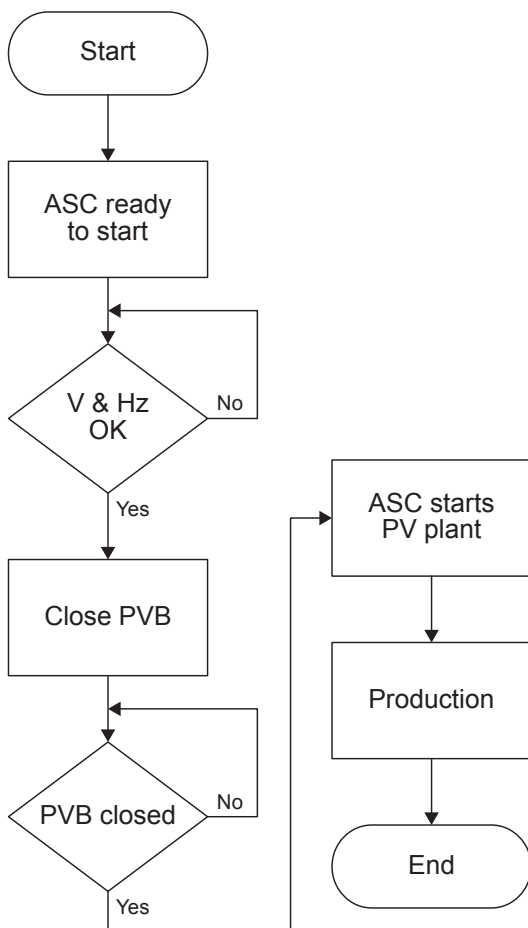 Start
ASC ready
to start
V & Hz
OK
No
Yes
Close PVB
PVB closed
No
Yes
ASC starts
PV plant
Production
End